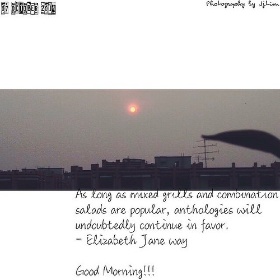 Photography by JjLim
As long as mixed grills and combination
salads are popular, anthologies will
undoubtedly continue in favor.
- Elizabeth Jane way
Good Morning!!!